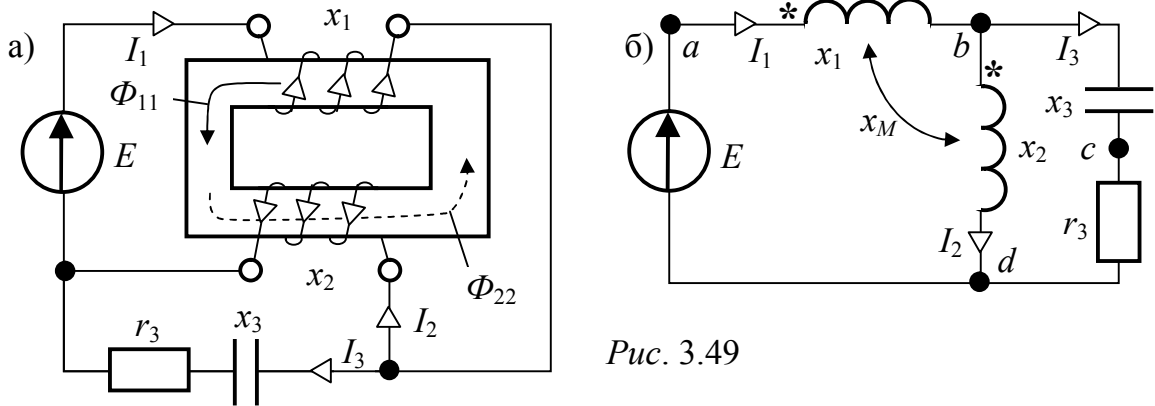 а)
I₁
x₁
Φ₁₁
E
x₂
Φ₂₂
r₃
x₃
I₃
I₂
б)
a
I₁
*
x₁
b
I₃
*
x_M
x₂
x₃
c
E
I₂
d
r₃
Рис. 3.49